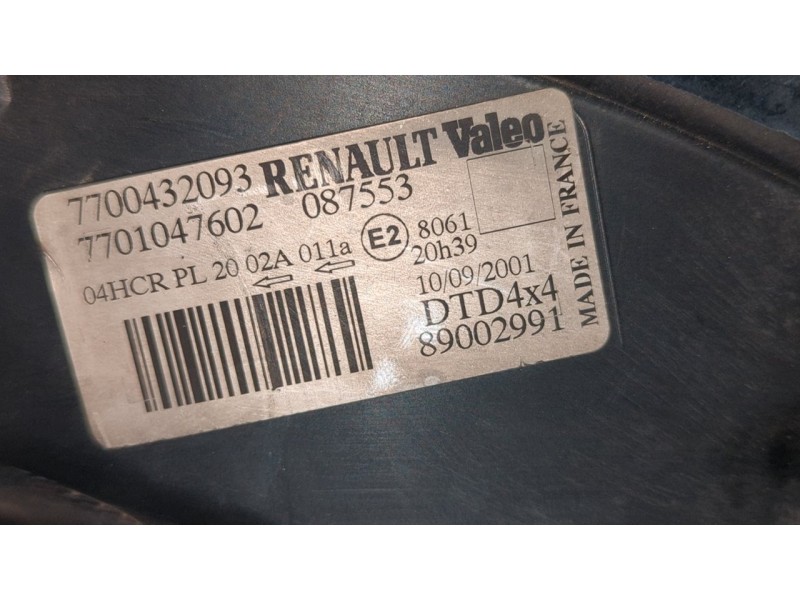 7700432093 RENAULT Valeo
7701047602 087553
04HCR PL 20 02A 011a E2 8061
20h39
10/09/2001
DTD4x4
89002991
MADE IN FRANCE